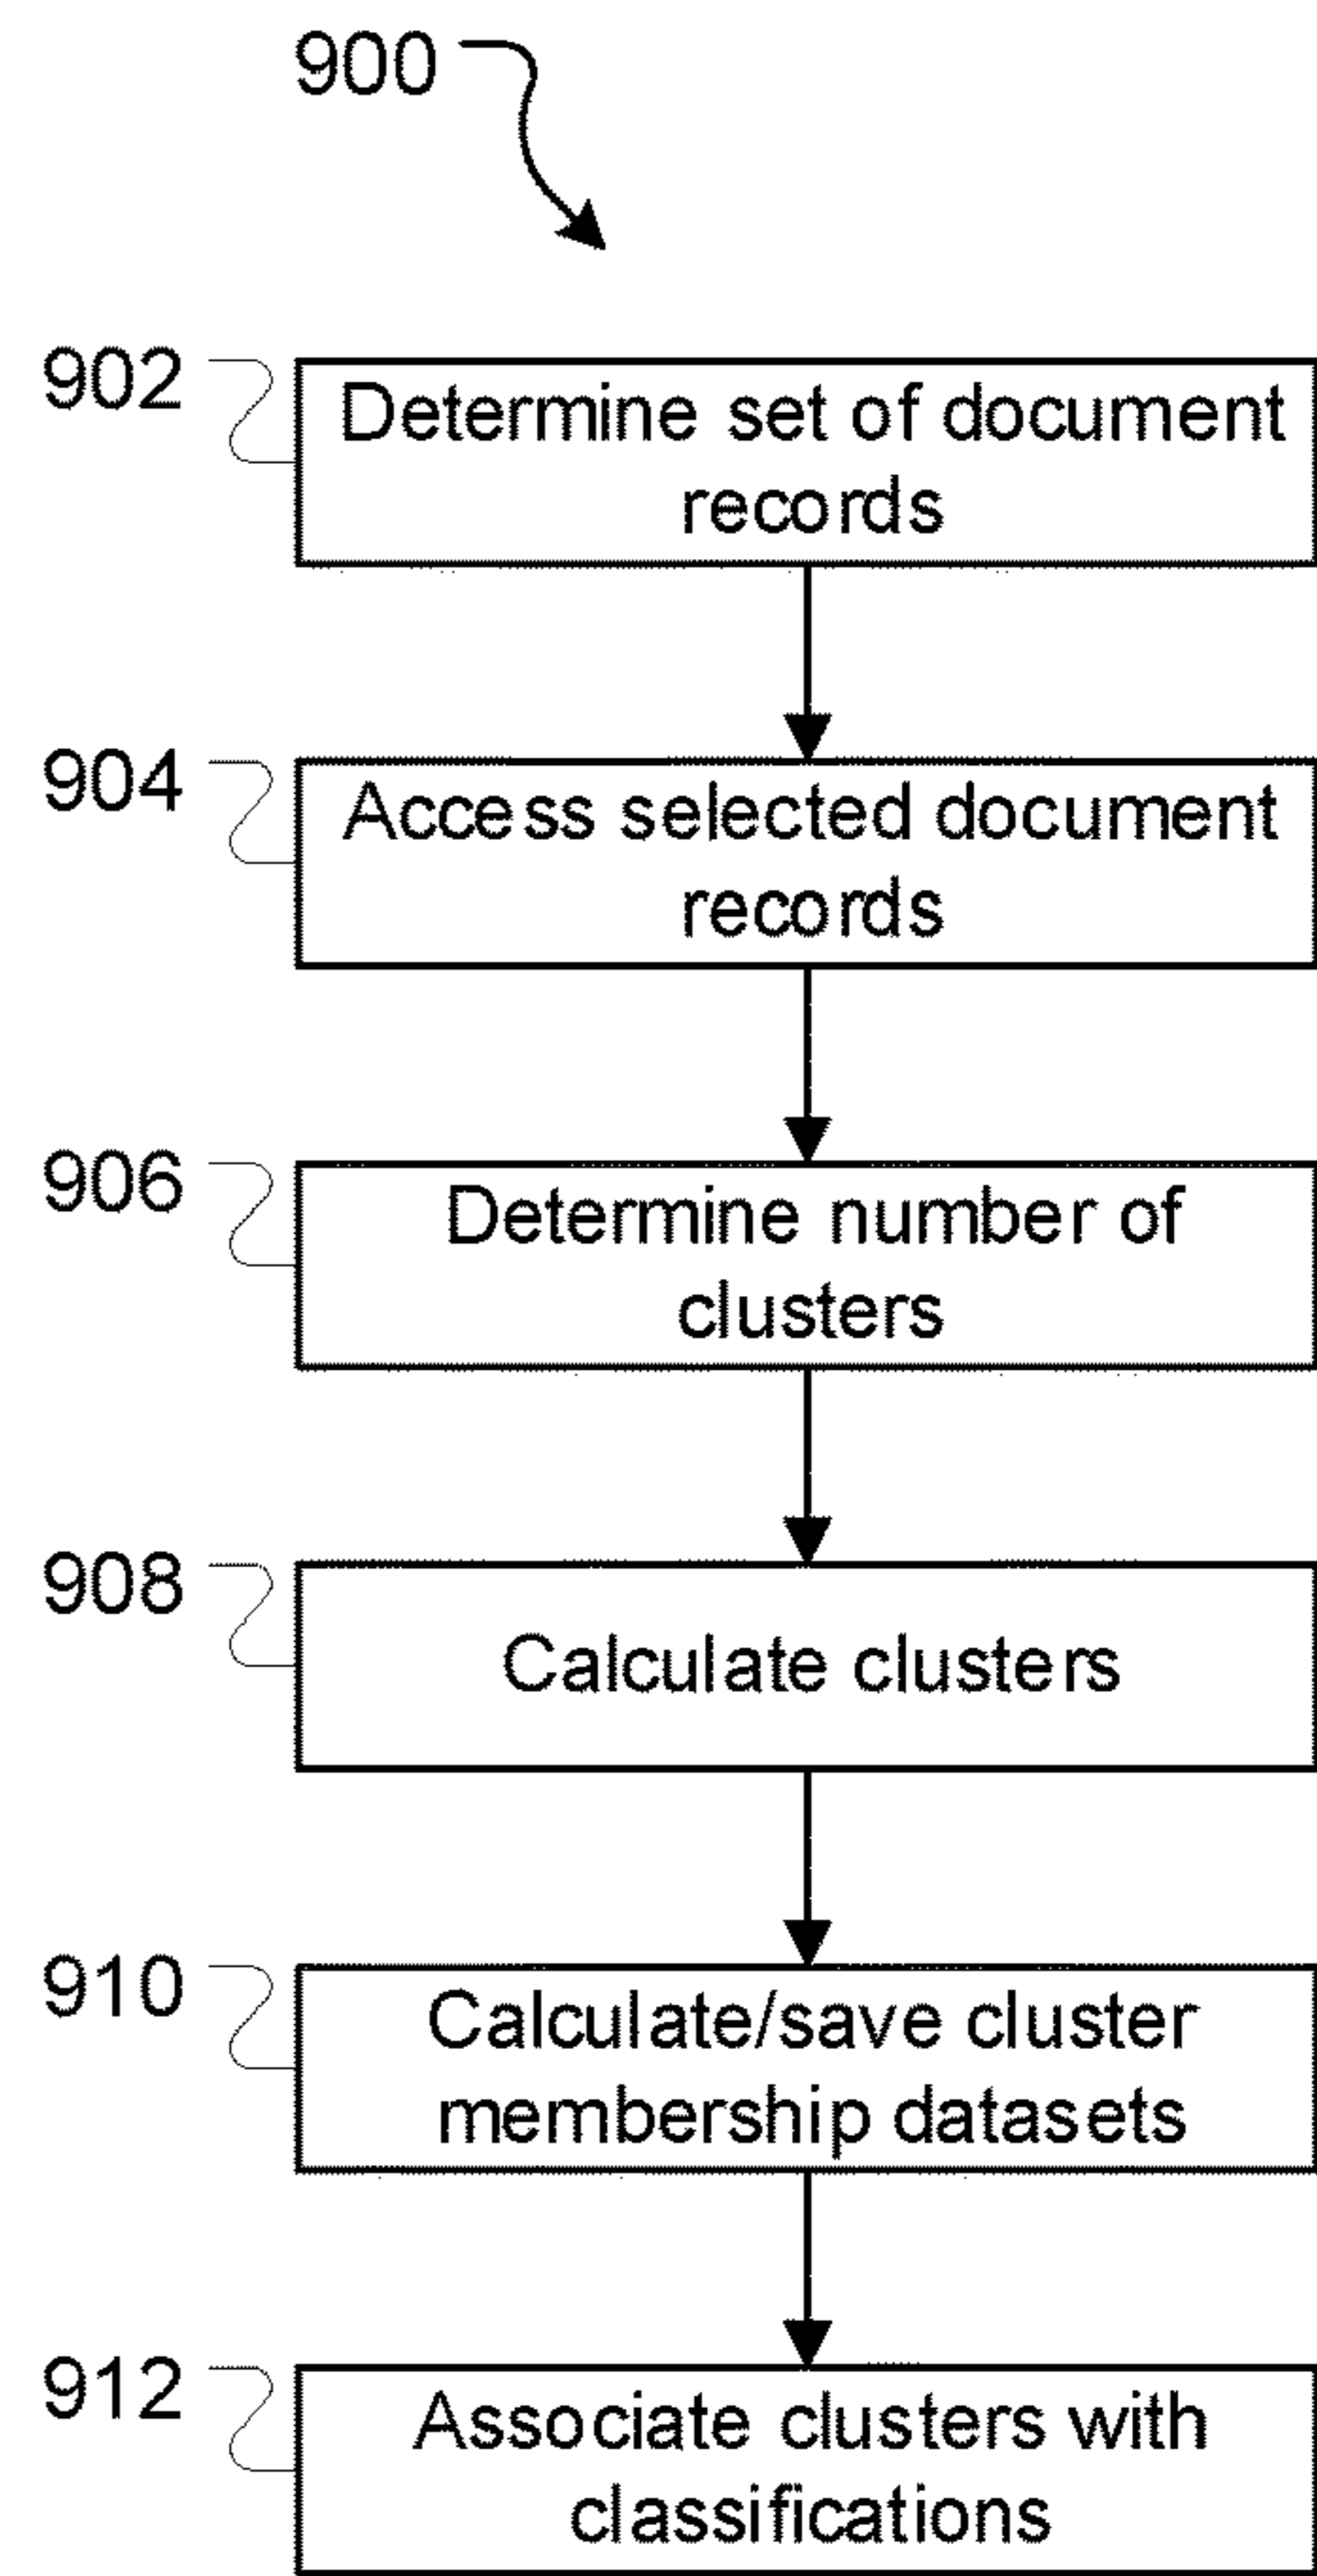 900
902
Determine set of document
records
904
Access selected document
records
906
Determine number of
clusters
908
Calculate clusters
910
Calculate/save cluster
membership datasets
912
Associate clusters with
classifications